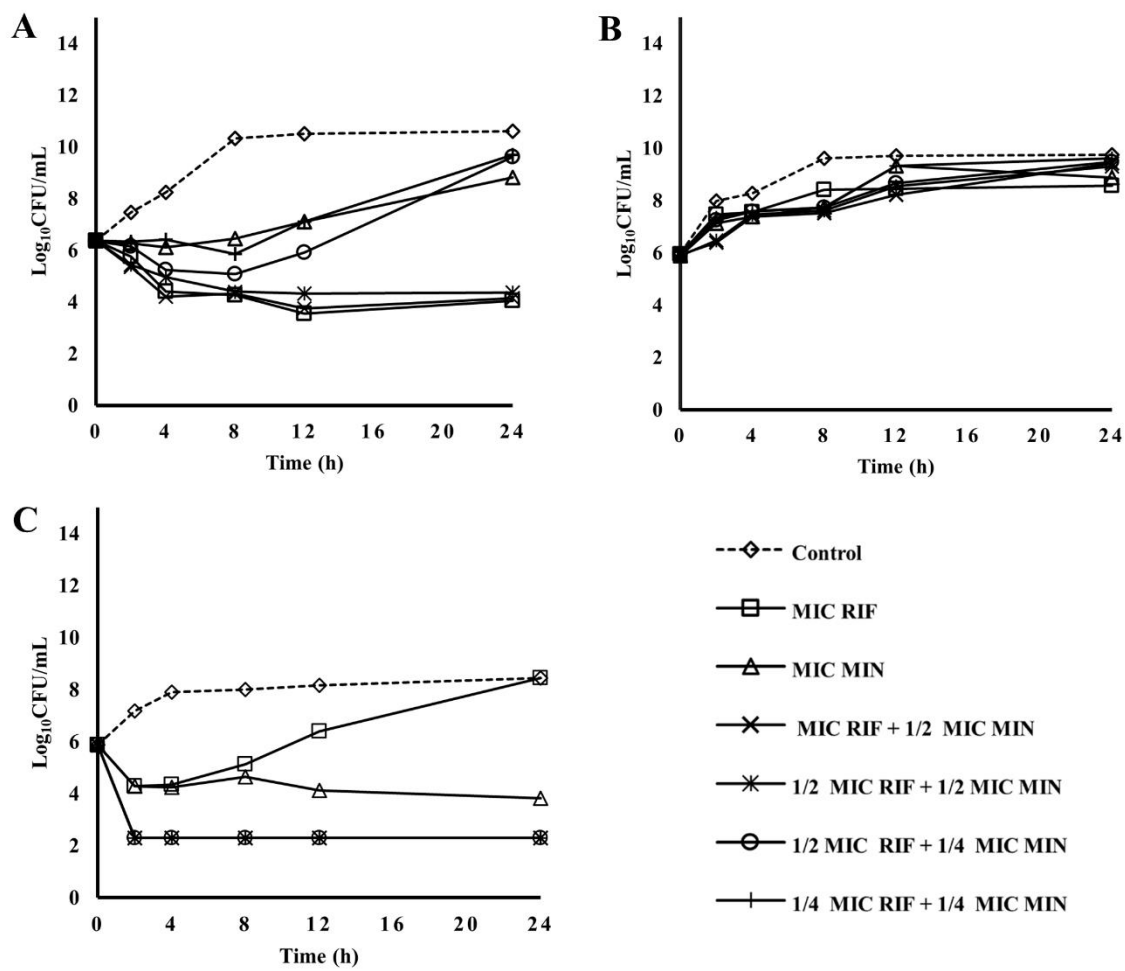 A
Log10CFU/mL
14
12
10
8
6
4
2
0
0 4 8 12 16 20 24
Time (h)
B
Log10CFU/mL
14
12
10
8
6
4
2
0
0 4 8 12 16 20 24
Time (h)
C
Log10CFU/mL
14
12
10
8
6
4
2
0
0 4 8 12 16 20 24
Time (h)
Control
MIC RIF
MIC MIN
MIC RIF + 1/2 MIC MIN
1/2 MIC RIF + 1/2 MIC MIN
1/2 MIC RIF + 1/4 MIC MIN
1/4 MIC RIF + 1/4 MIC MIN